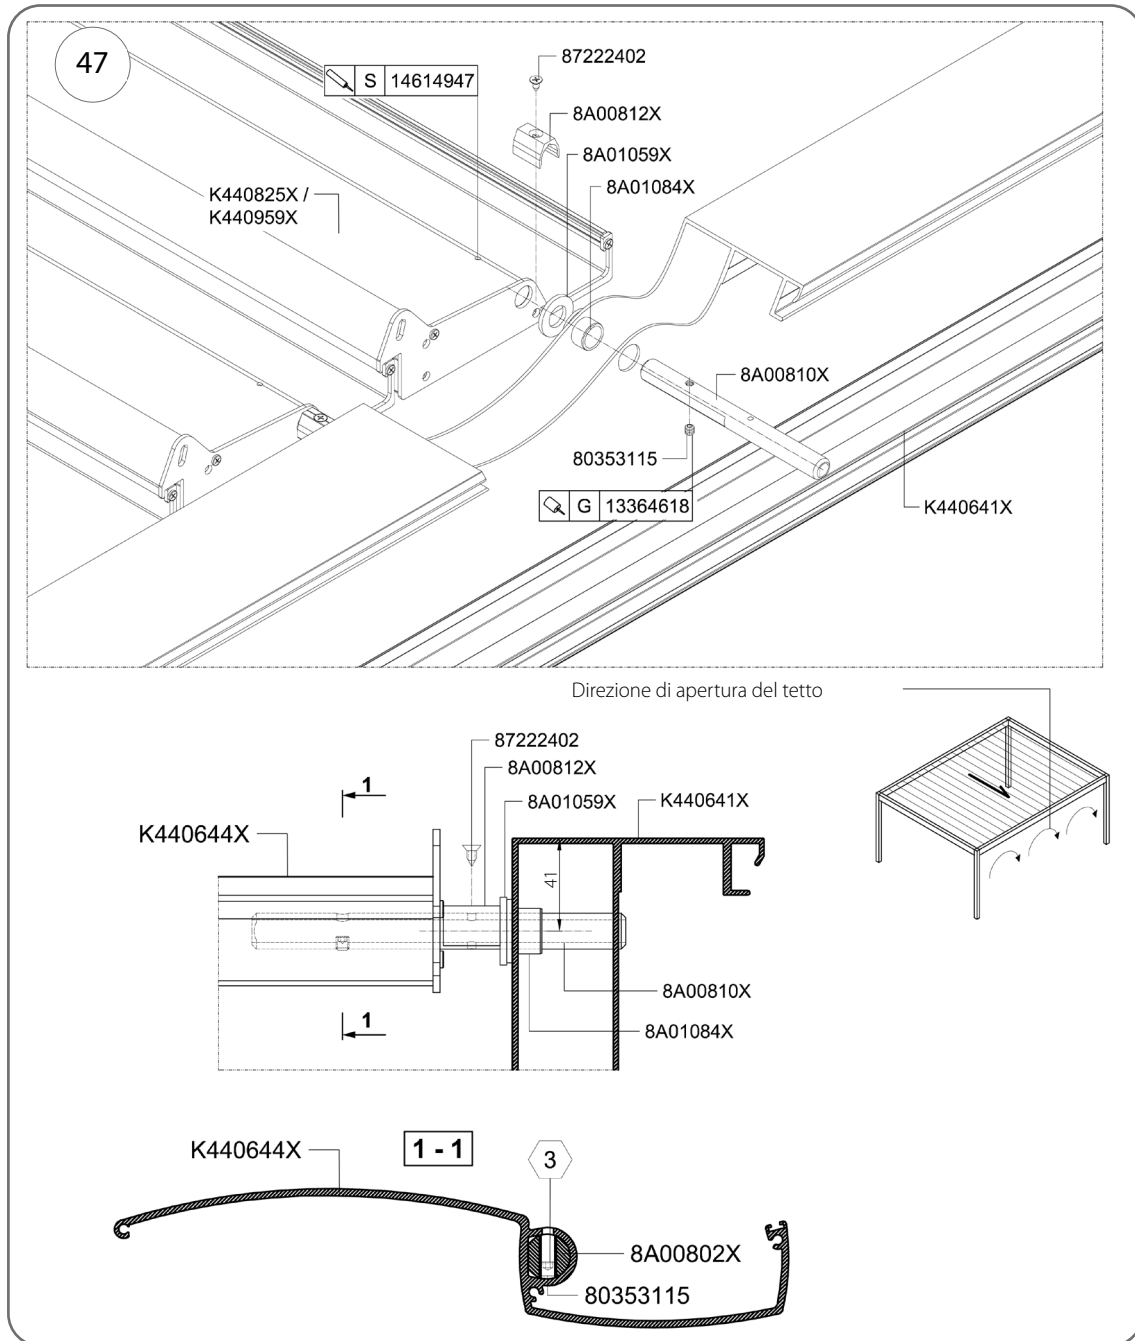 47
87222402
S 14614947
8A00812X
8A01059X
8A01084X
K440825X /
K440959X
8A00810X
80353115
G 13364618
K440641X
Direzione di apertura del tetto
87222402
8A00812X
1
8A01059X
K440641X
K440644X
41
8A00810X
1
8A01084X
K440644X
1 - 1
3
8A00802X
80353115